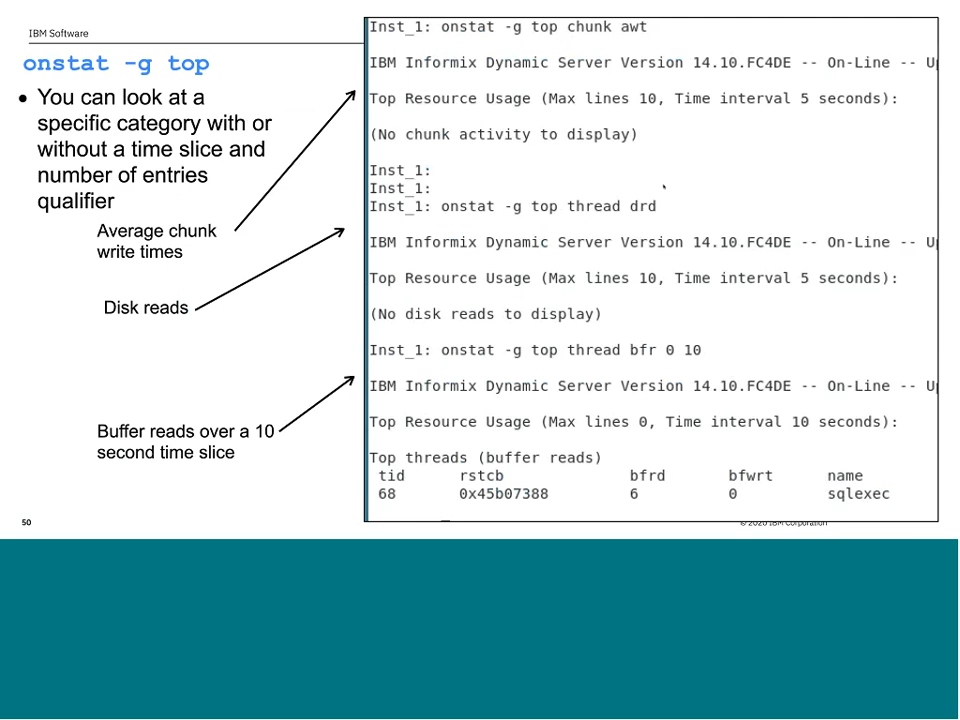 IBM Software
onstat -g top
• You can look at a
specific category with or
without a time slice and
number of entries
qualifier
Average chunk
write times
Disk reads
Buffer reads over a 10
second time slice
Inst_1: onstat -g top chunk awt
IBM Informix Dynamic Server Version 14.10.FC4DE -- On-Line -- Up
Top Resource Usage (Max lines 10, Time interval 5 seconds):
(No chunk activity to display)
Inst_1:
Inst_1:
Inst_1: onstat -g top thread drd
IBM Informix Dynamic Server Version 14.10.FC4DE -- On-Line -- Up
Top Resource Usage (Max lines 10, Time interval 5 seconds):
(No disk reads to display)
Inst_1: onstat -g top thread bfr 0 10
IBM Informix Dynamic Server Version 14.10.FC4DE -- On-Line -- Up
Top Resource Usage (Max lines 0, Time interval 10 seconds):
Top threads (buffer reads)
tid rstcb bfrd bfwrt name
68 0x45b07388 6 0 sqlexec
50
© 2020 IBM Corporation